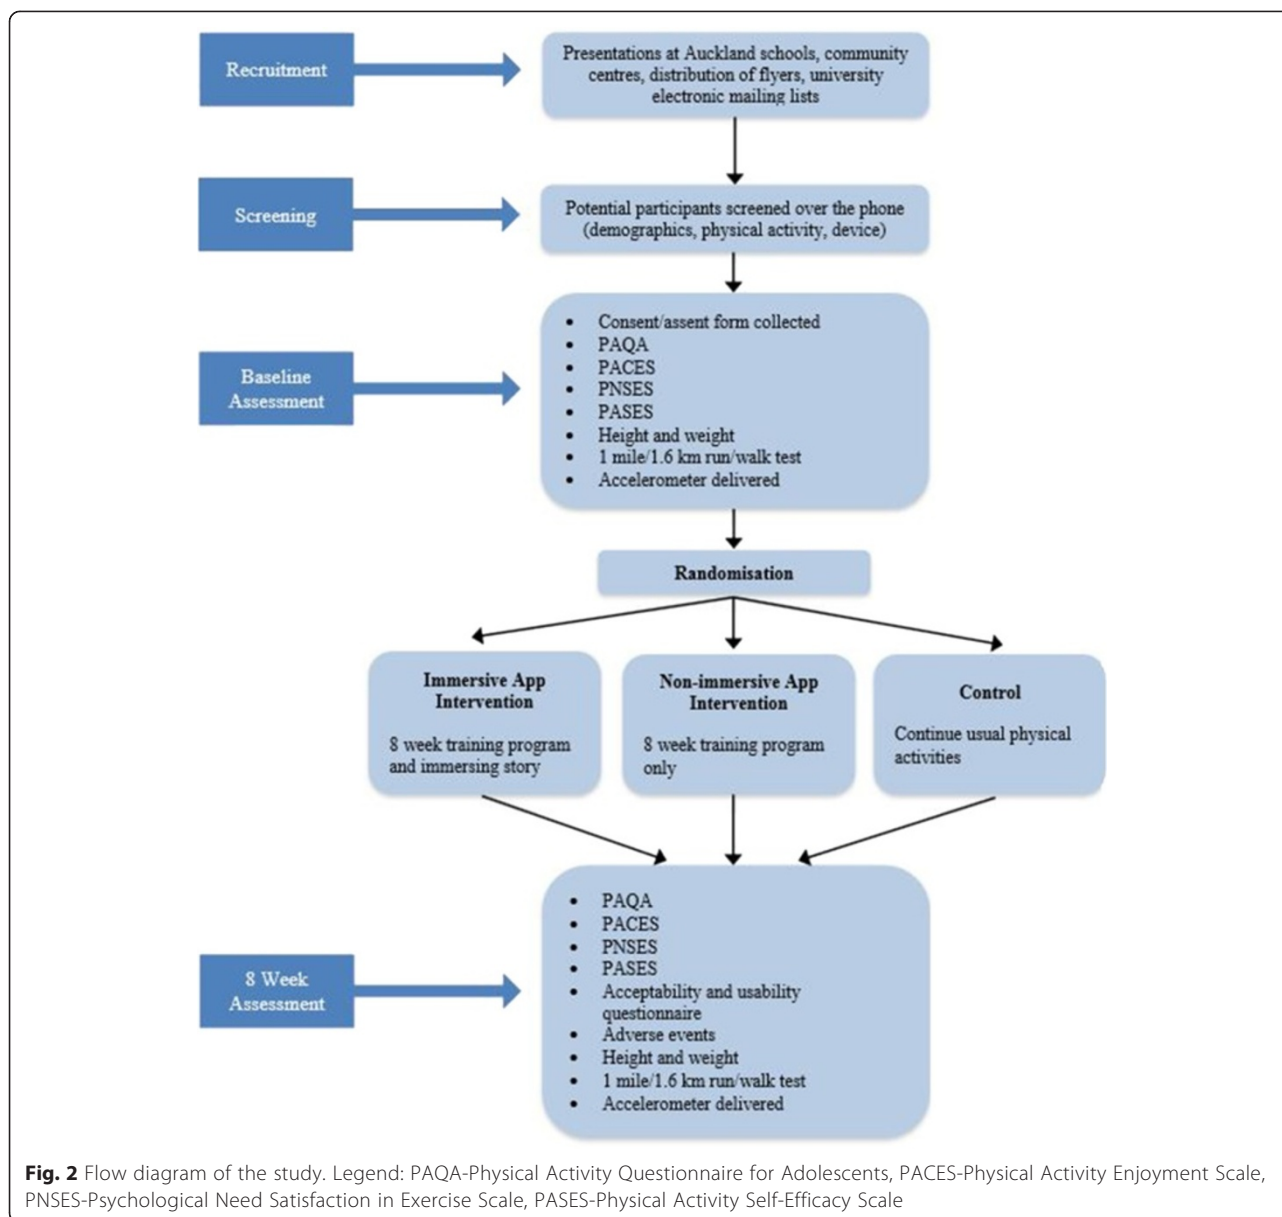 Recruitment
Presentations at Auckland schools, community
centres, distribution of flyers, university
electronic mailing lists
Screening
Potential participants screened over the phone
(demographics, physical activity, device)
Baseline
Assessment
• Consent/assent form collected
• PAQA
• PACES
• PNSES
• PASES
• Height and weight
• 1 mile/1.6 km run/walk test
• Accelerometer delivered
Randomisation
Immersive App
Intervention
8 week training program
and immersing story
Non-immersive App
Intervention
8 week training program
only
Control
Continue usual physical
activities
8 Week
Assessment
• PAQA
• PACES
• PNSES
• PASES
• Acceptability and usability
questionnaire
• Adverse events
• Height and weight
• 1 mile/1.6 km run/walk test
• Accelerometer delivered
Fig. 2 Flow diagram of the study. Legend: PAQA-Physical Activity Questionnaire for Adolescents, PACES-Physical Activity Enjoyment Scale,
PNSES-Psychological Need Satisfaction in Exercise Scale, PASES-Physical Activity Self-Efficacy Scale